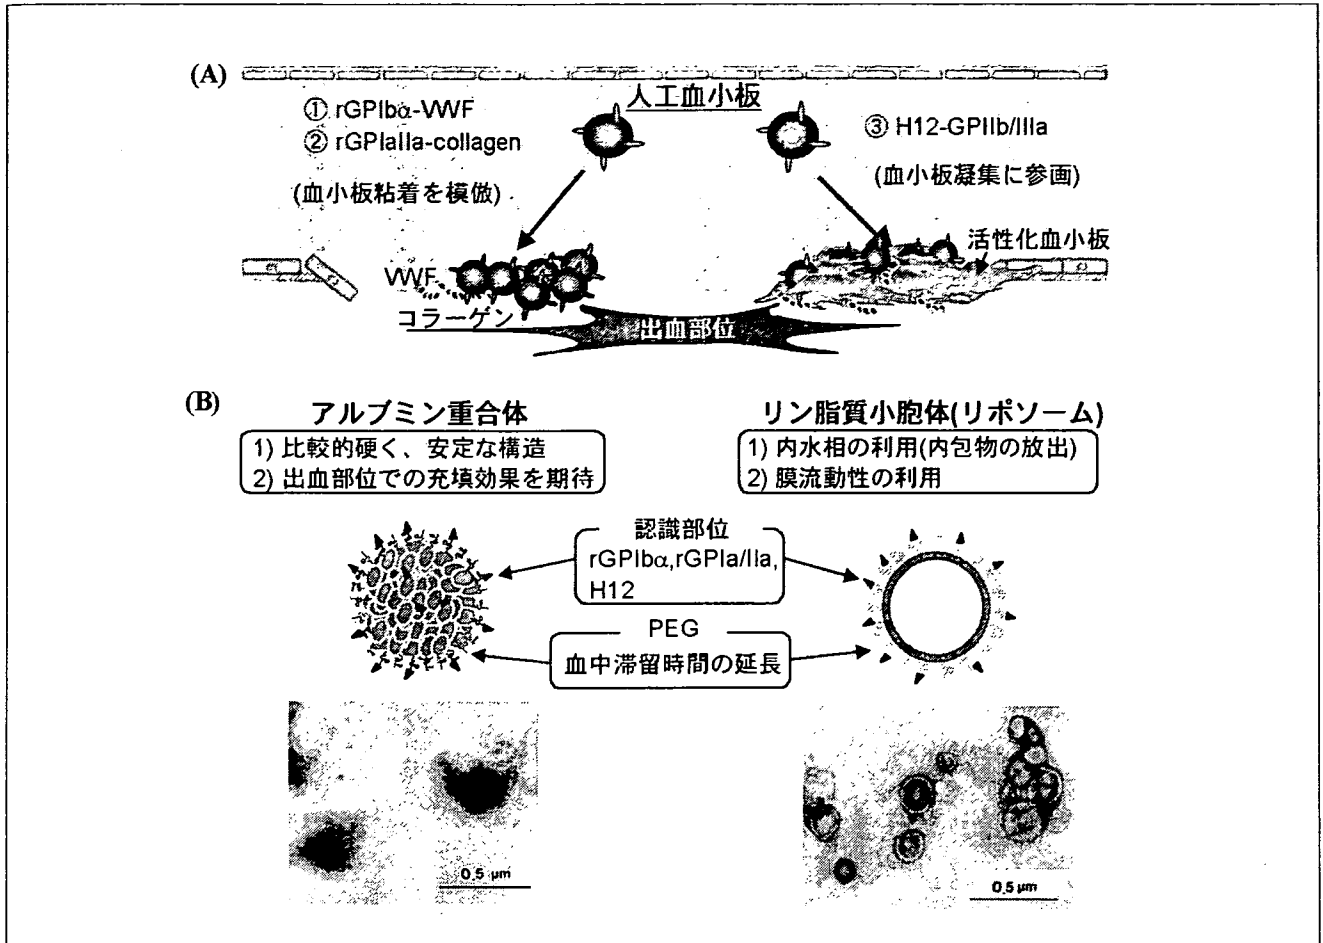 (A)
人工血小板
① rGPIbα-VWF
② rGPIaIIa-collagen
(血小板粘着を模倣)
③ H12-GPIIb/IIIa
(血小板凝集に参画)
活性化血小板
VWF
コラーゲン
出血部位
(B)
アルブミン重合体
1) 比較的硬く、安定な構造
2) 出血部位での充填効果を期待
リン脂質小胞体(リポソーム)
1) 内水相の利用(内包物の放出)
2) 膜流動性の利用
認識部位
rGPIbα,rGPIa/IIa,
H12
PEG
血中滞留時間の延長
0.5 μm
0.5 μm